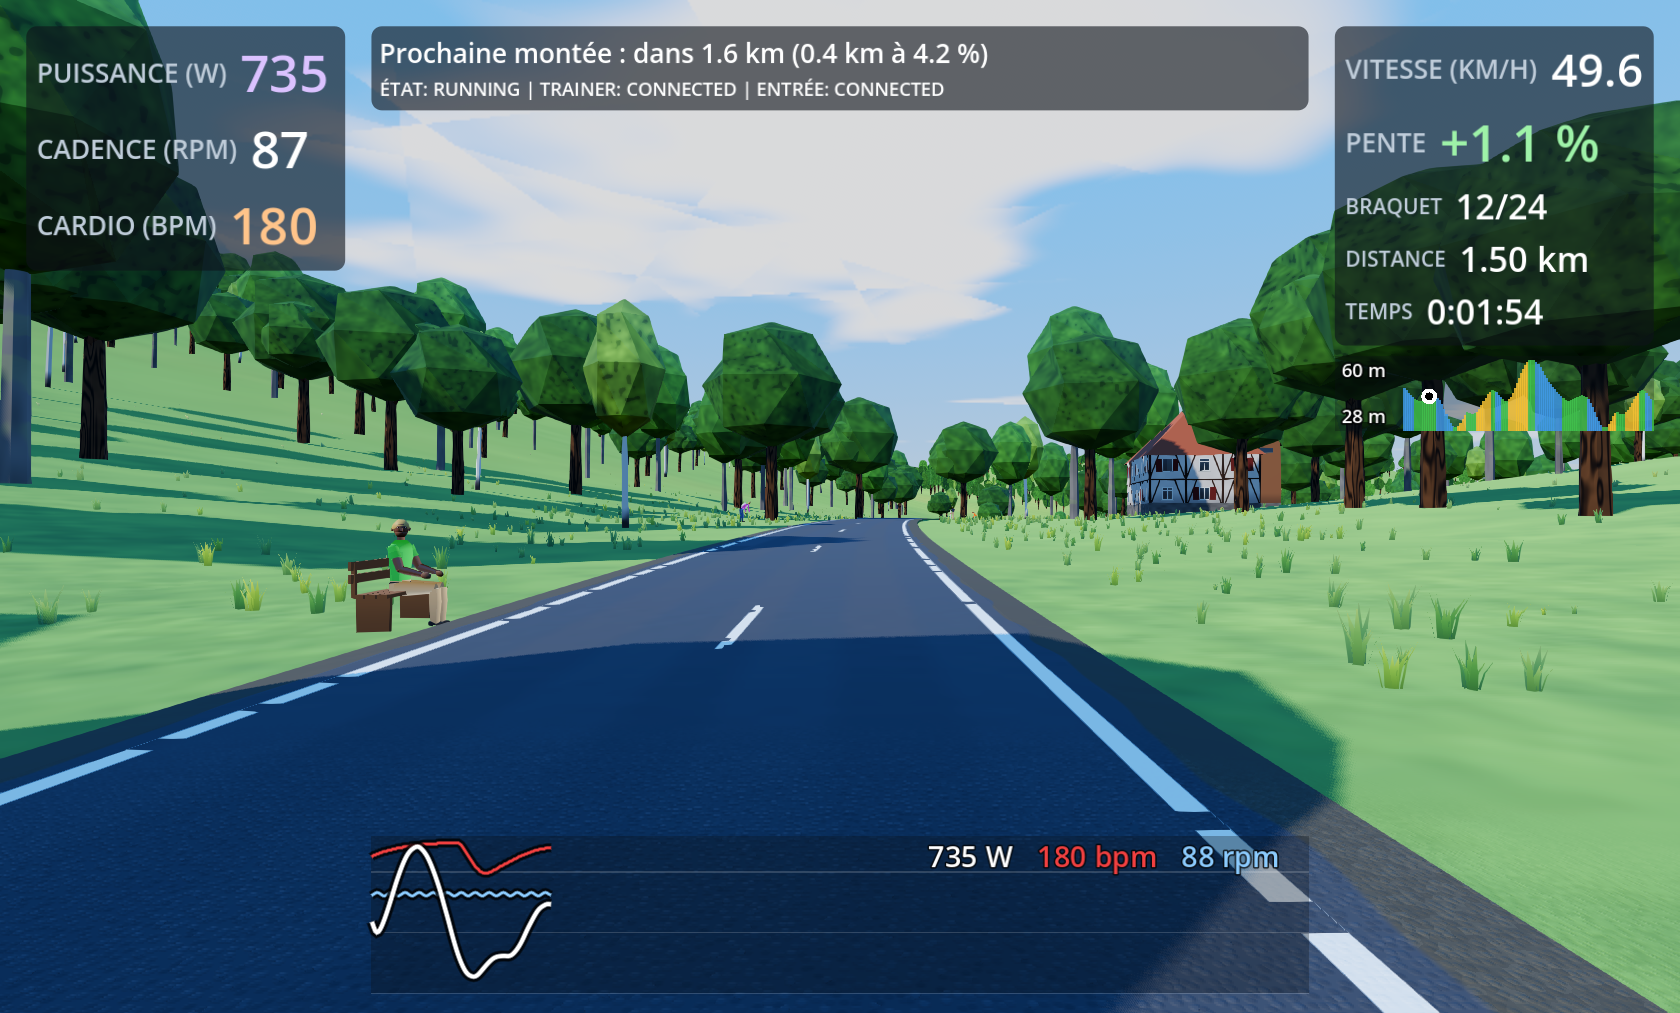 PUISSANCE (W) 735
CADENCE (RPM) 87
CARDIO (BPM) 180
Prochaine montée : dans 1.6 km (0.4 km à 4.2 %)
ÉTAT: RUNNING | TRAINER: CONNECTED | ENTRÉE: CONNECTED
VITESSE (KM/H) 49.6
PENTE +1.1 %
BRAQUET 12/24
DISTANCE 1.50 km
TEMPS 0:01:54
60 m
28 m
735 W 180 bpm 88 rpm